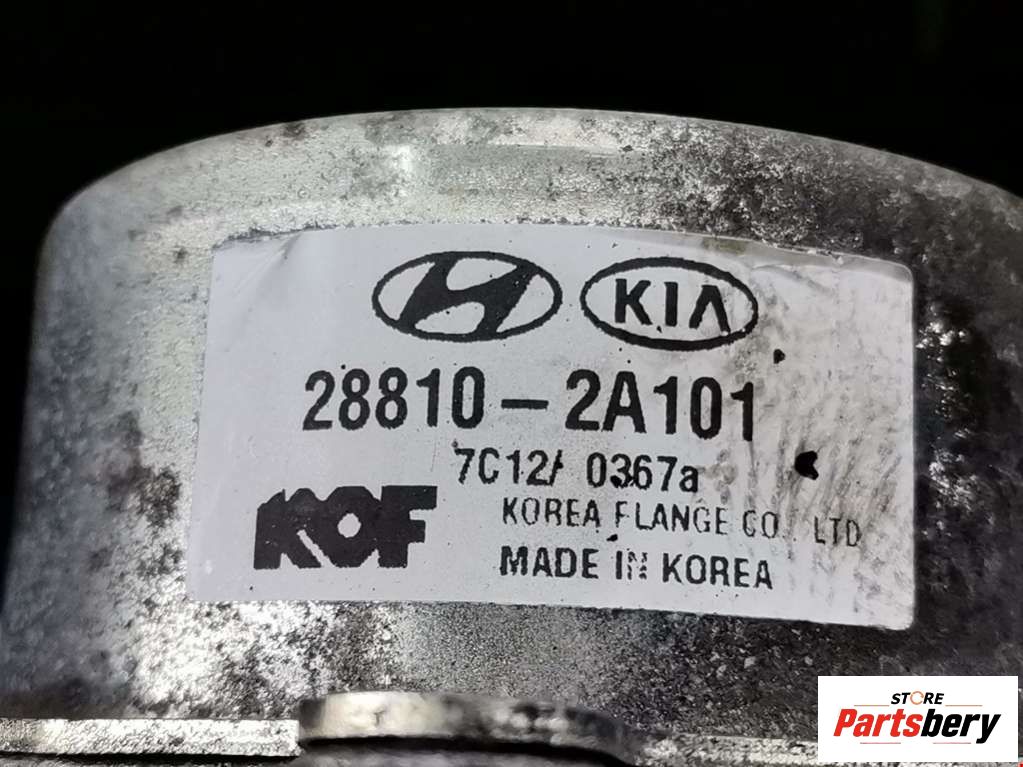 KIA
28810-2A101
7C12/ 0367a
KOF
KOREA FLANGE CO., LTD
MADE IN KOREA
STORE
Partsbery